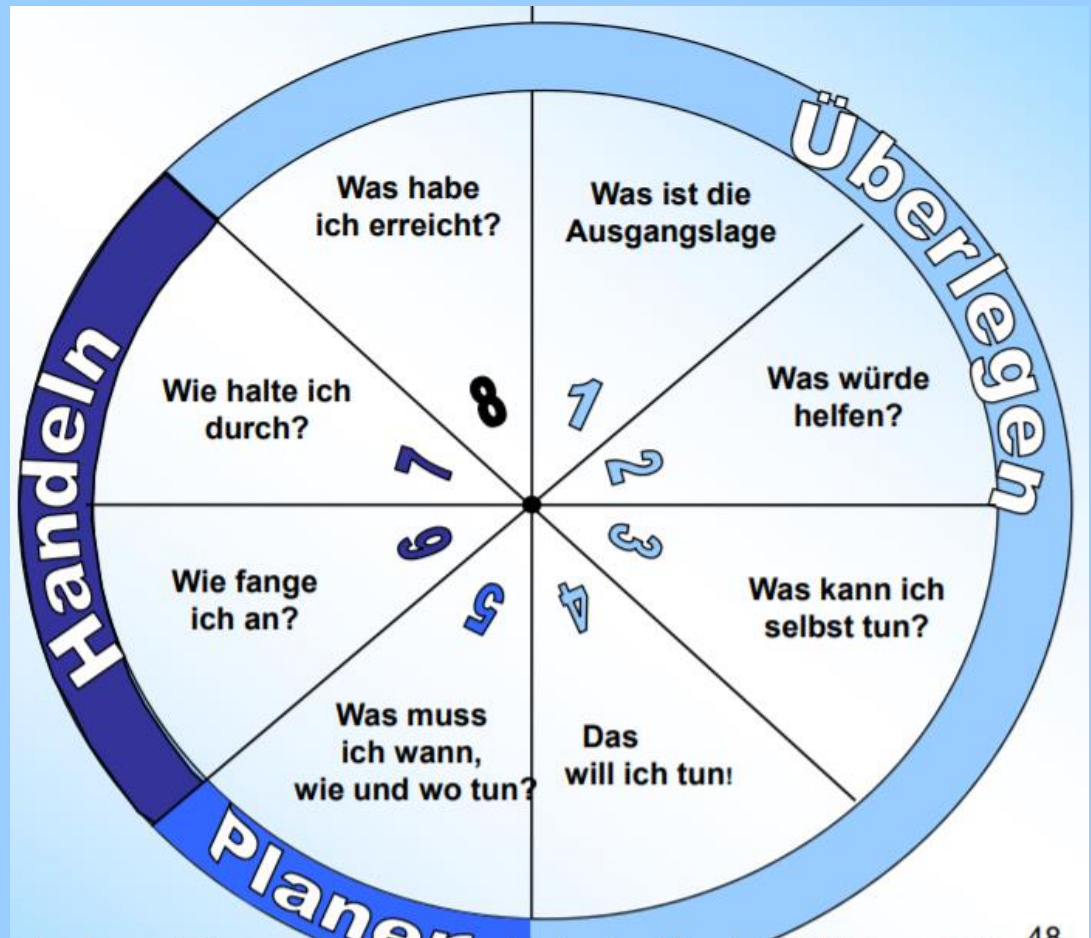 Überlegen
Was ist die
Ausgangslage
1
Was würde
helfen?
2
Was kann ich
selbst tun?
3
Das
will ich tun!
4
Planen
Was muss
ich wann,
wie und wo tun?
5
Handeln
Wie fange
ich an?
6
Wie halte ich
durch?
7
Was habe
ich erreicht?
8
48